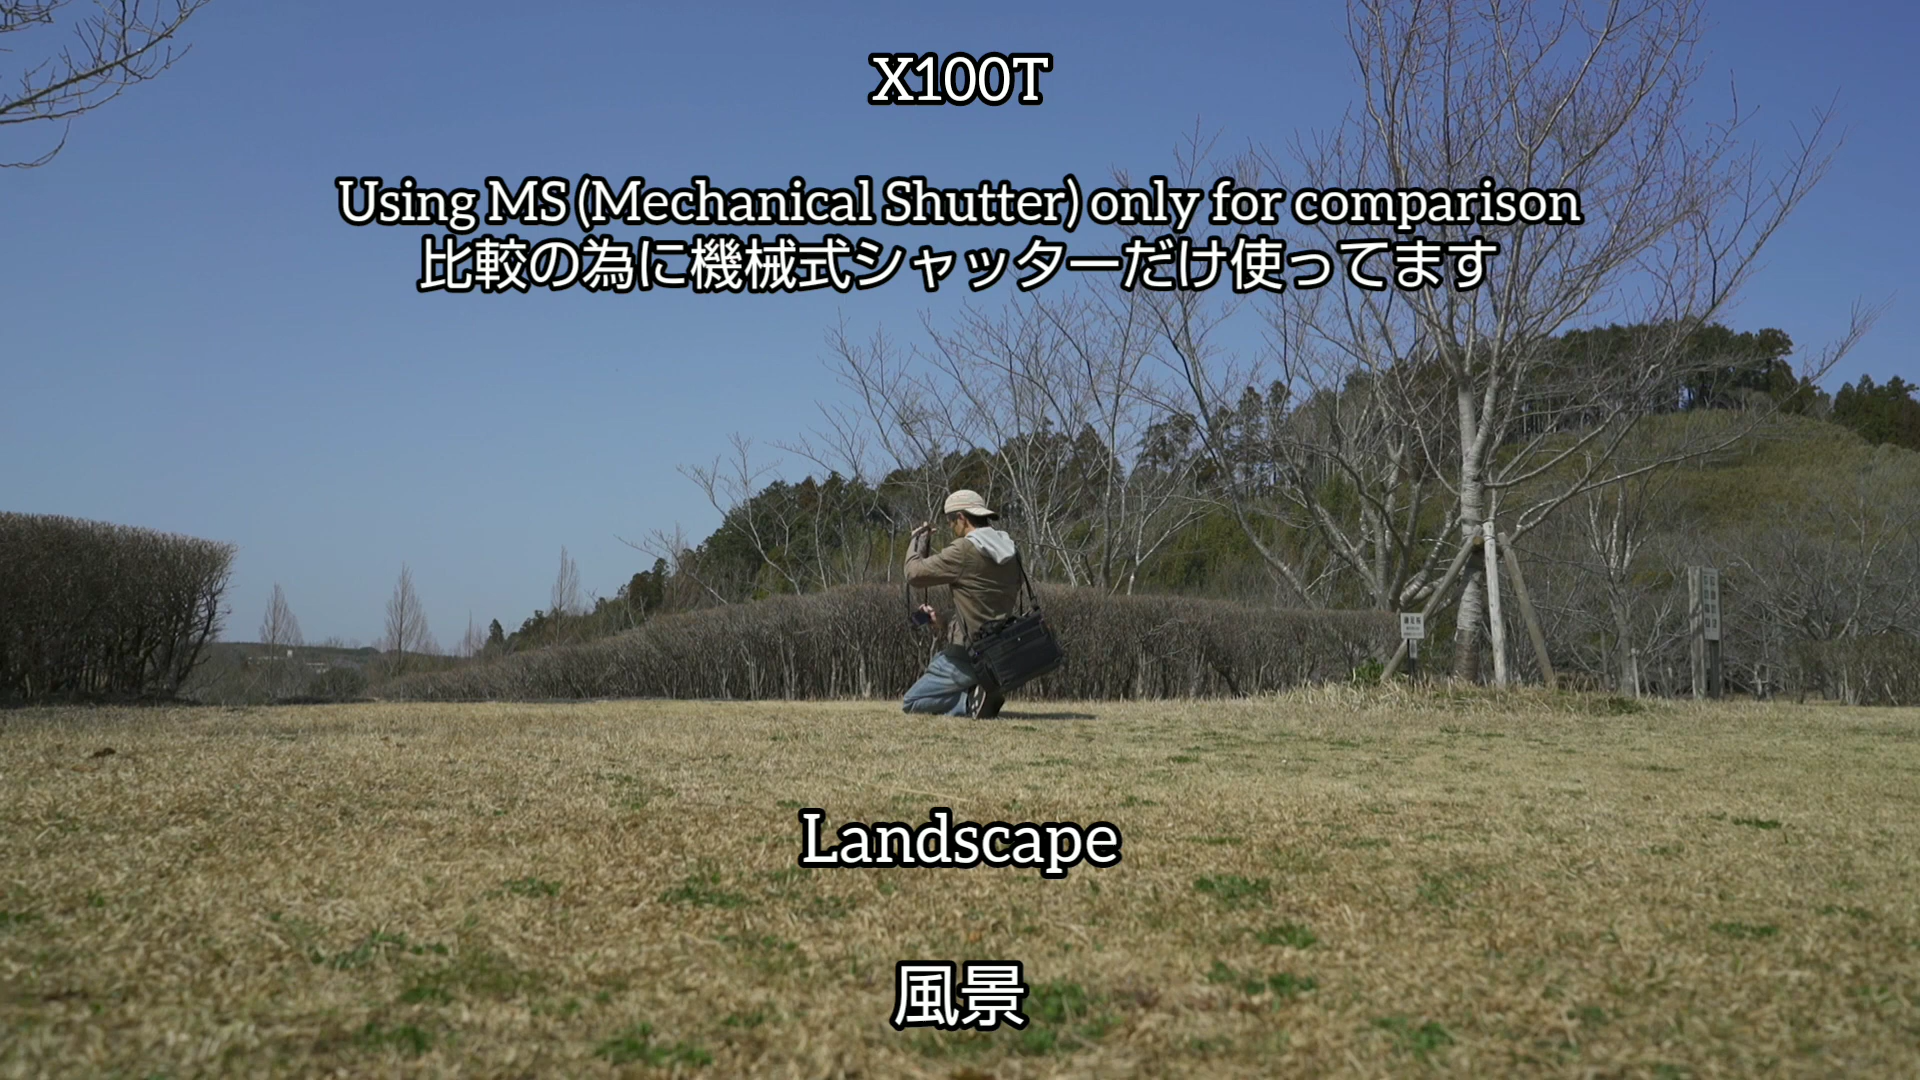 X100T
Using MS (Mechanical Shutter) only for comparison
比較の為に機械式シャッターだけ使ってます
Landscape
風景